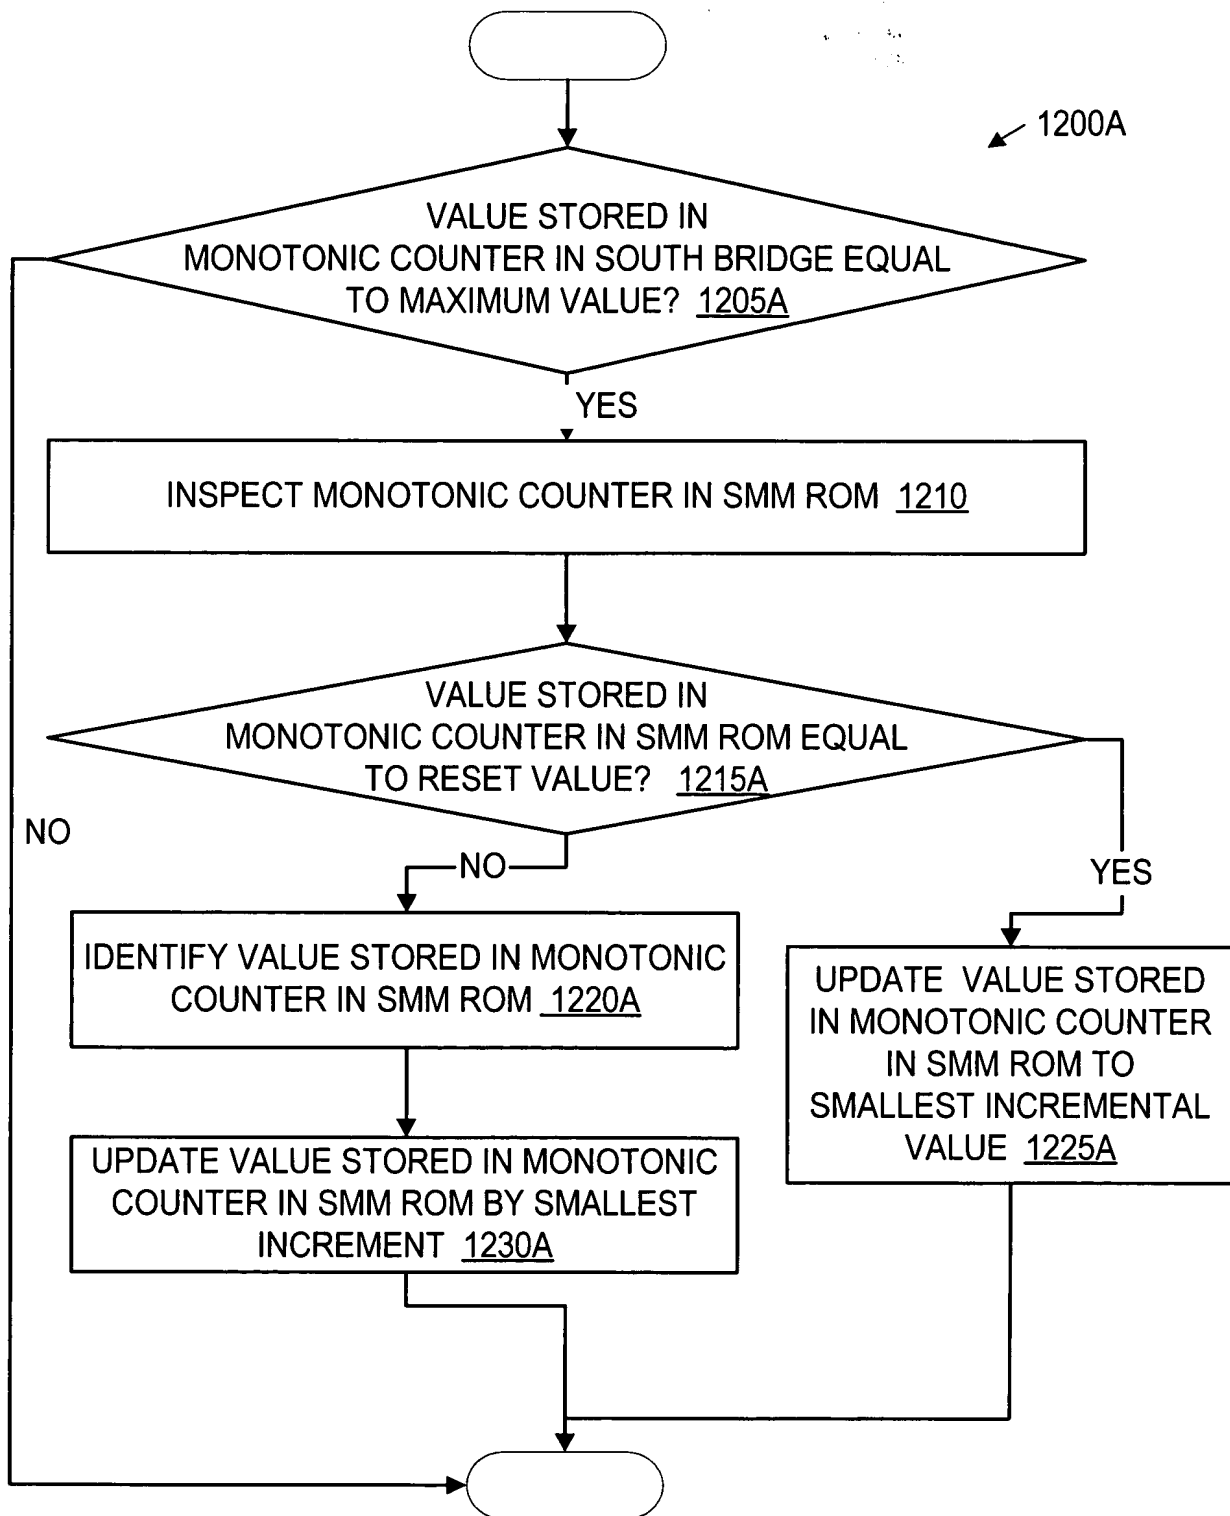 1200A
VALUE STORED IN
MONOTONIC COUNTER IN SOUTH BRIDGE EQUAL
TO MAXIMUM VALUE? 1205A
YES
INSPECT MONOTONIC COUNTER IN SMM ROM 1210
VALUE STORED IN
MONOTONIC COUNTER IN SMM ROM EQUAL
TO RESET VALUE? 1215A
NO
NO
YES
IDENTIFY VALUE STORED IN MONOTONIC
COUNTER IN SMM ROM 1220A
UPDATE VALUE STORED
IN MONOTONIC COUNTER
IN SMM ROM TO
SMALLEST INCREMENTAL
VALUE 1225A
UPDATE VALUE STORED IN MONOTONIC
COUNTER IN SMM ROM BY SMALLEST
INCREMENT 1230A